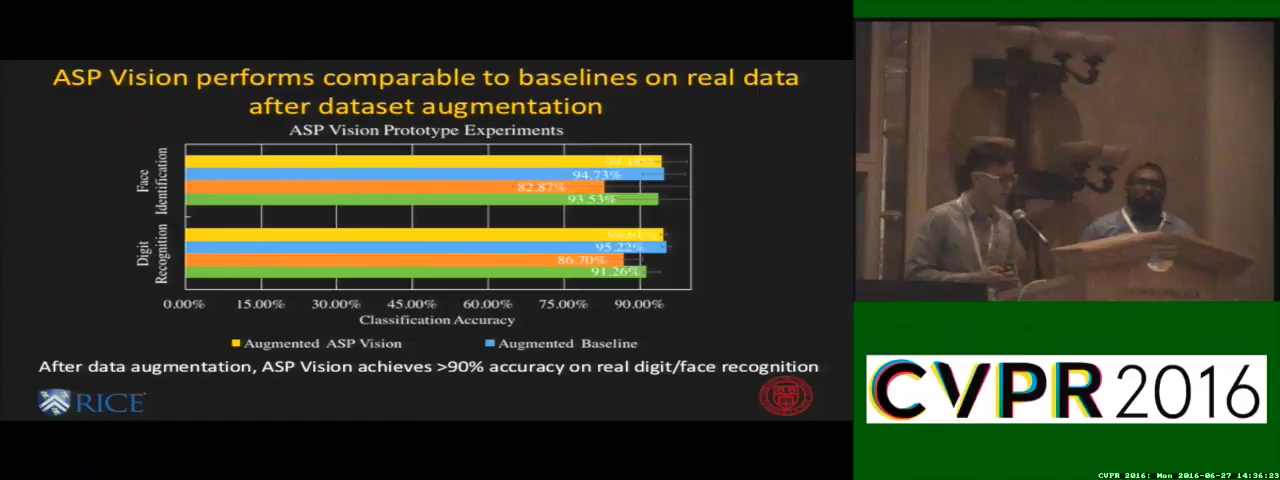 ASP Vision performs comparable to baselines on real data
after dataset augmentation
ASP Vision Prototype Experiments
Face
Identification
94.73%
82.87%
93.53%
Digit
Recognition
95.22%
86.70%
91.26%
0.00% 15.00% 30.00% 45.00% 60.00% 75.00% 90.00%
Classification Accuracy
Augmented ASP Vision Augmented Baseline
After data augmentation, ASP Vision achieves >90% accuracy on real digit/face recognition
RICE
CVPR 2016
CVPR 2016: Mon 2016-06-27 14:36:23